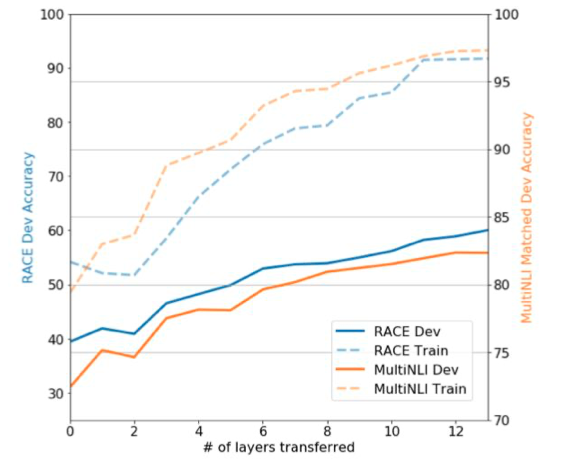 100
90
80
70
60
50
40
30
100
95
90
85
80
75
70
RACE Dev Accuracy
MultiNLI Matched Dev Accuracy
RACE Dev
RACE Train
MultiNLI Dev
MultiNLI Train
0 2 4 6 8 10 12
# of layers transferred